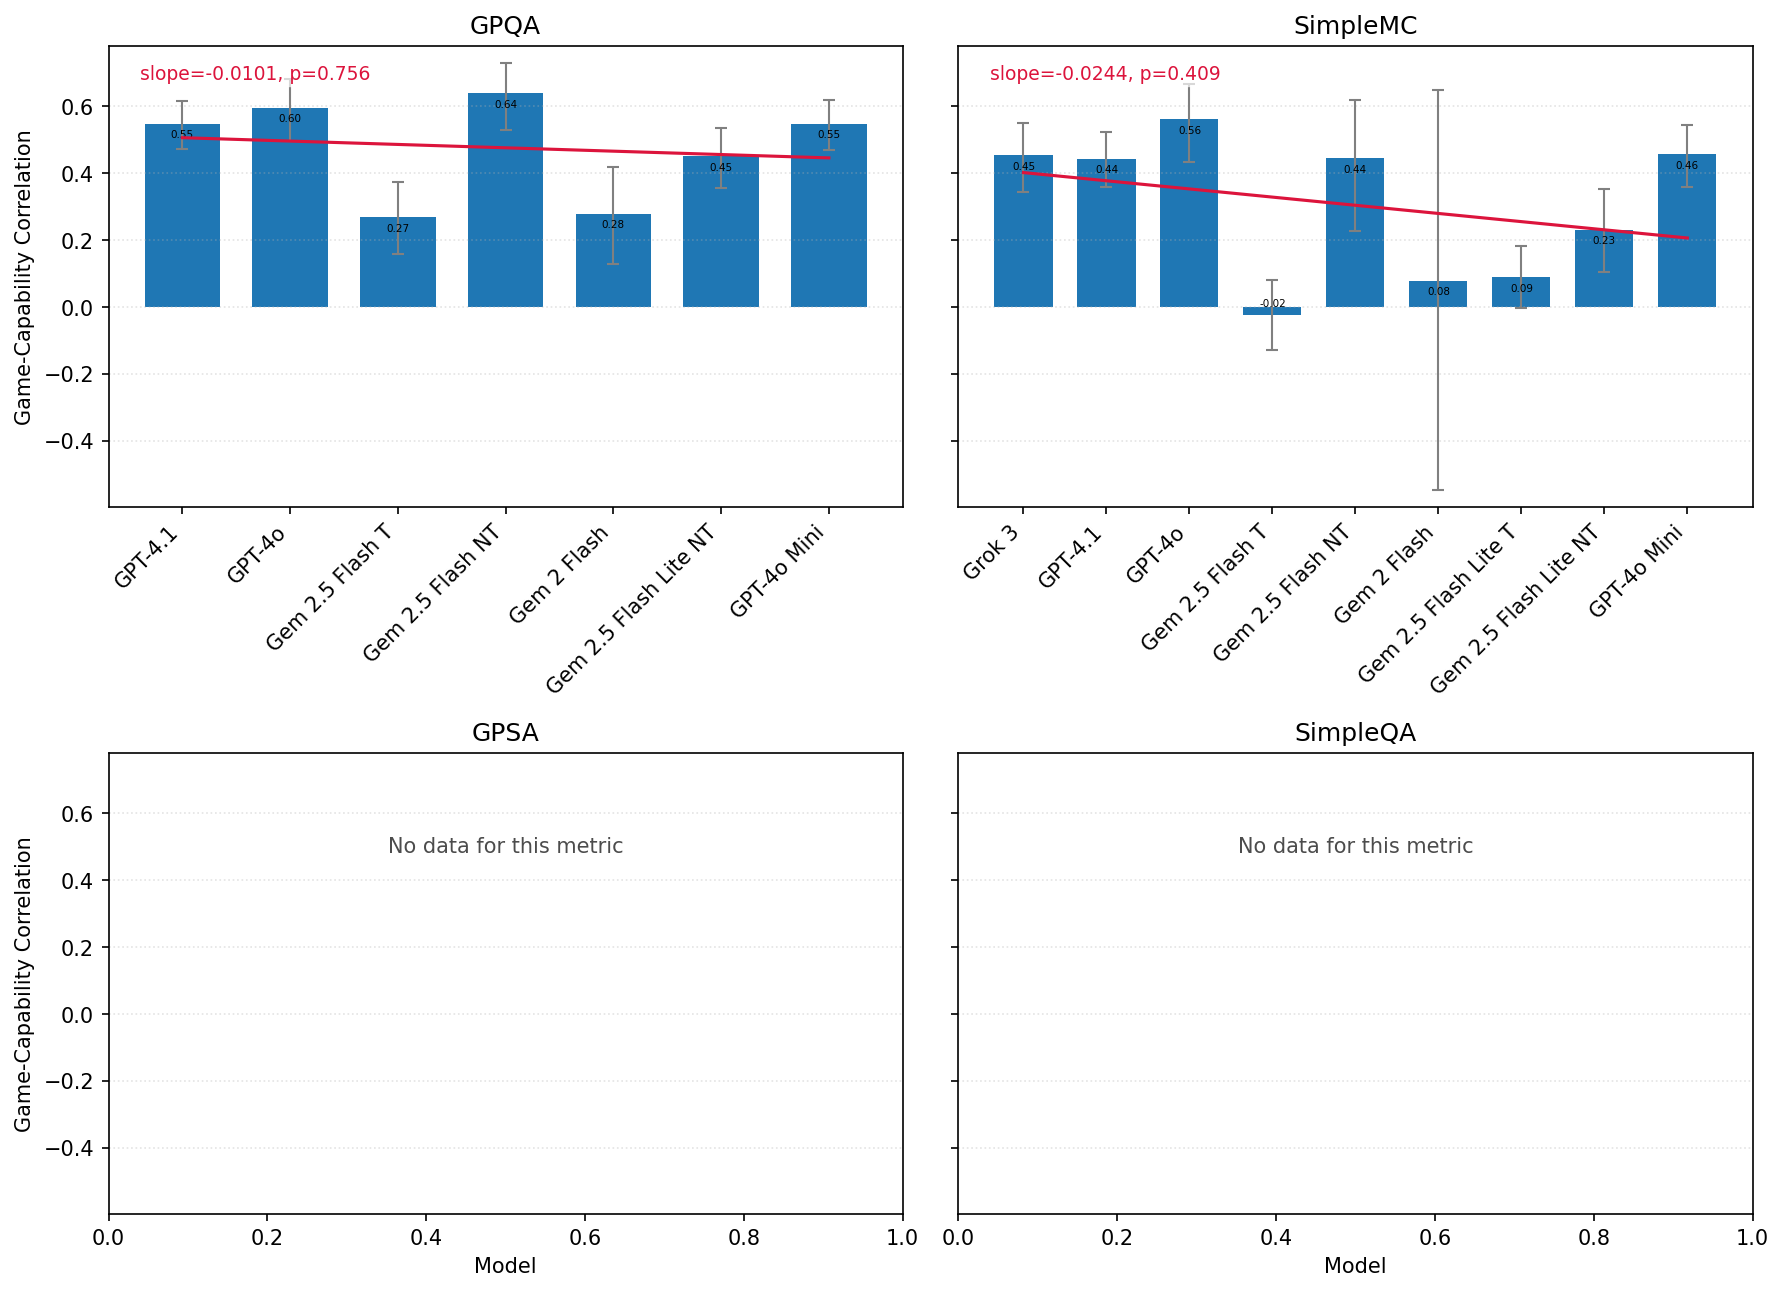 GPQA
slope=-0.0101, p=0.756
Game-Capability Correlation
0.6
0.4
0.2
0.0
−0.2
−0.4
0.55
0.60
0.27
0.64
0.28
0.45
0.55
GPT-4.1
GPT-4o
Gem 2.5 Flash T
Gem 2.5 Flash NT
Gem 2 Flash
Gem 2.5 Flash Lite NT
GPT-4o Mini
SimpleMC
slope=-0.0244, p=0.409
0.45
0.44
0.56
-0.02
0.44
0.08
0.09
0.23
0.46
Grok 3
GPT-4.1
GPT-4o
Gem 2.5 Flash T
Gem 2.5 Flash NT
Gem 2 Flash
Gem 2.5 Flash Lite T
Gem 2.5 Flash Lite NT
GPT-4o Mini
GPSA
No data for this metric
Game-Capability Correlation
0.6
0.4
0.2
0.0
−0.2
−0.4
0.0 0.2 0.4 0.6 0.8 1.0
Model
SimpleQA
No data for this metric
0.0 0.2 0.4 0.6 0.8 1.0
Model